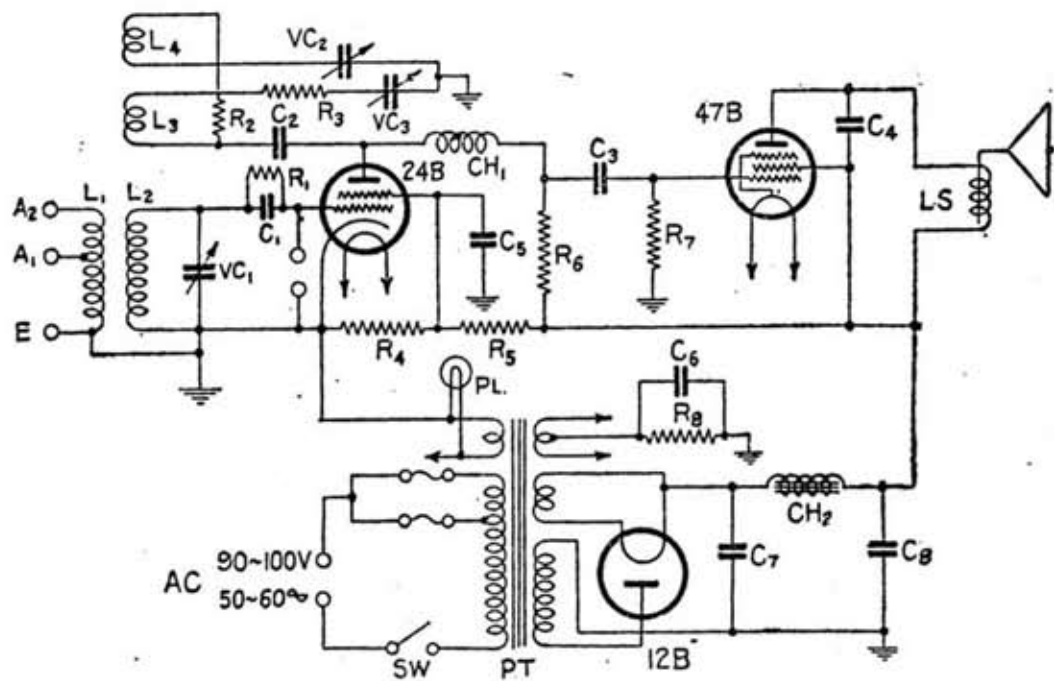 L₄
VC₂
L₃
R₂
C₂
R₃
VC₃
CH₁
47B
C₄
R₁
24B
C₃
A₂
L₁
L₂
C₁
A₁
VC₁
C₅
R₆
R₇
LS
E
R₄
R₅
PL.
C₆
R₈
CH₂
AC
90~100V
50~60~
C₇
C₈
SW
PT
12B